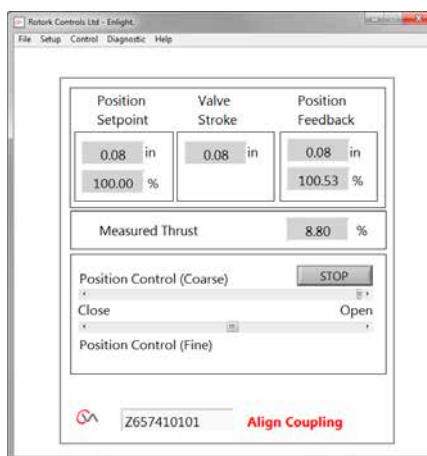 Rotork Controls Ltd - Enlight.
File Setup Control Diagnostic Help
Position Setpoint Valve Stroke Position Feedback
0.08 in 0.08 in 0.08 in
100.00 % 100.53 %
Measured Thrust 8.80 %
Position Control (Coarse) STOP
Close Open
Position Control (Fine)
Z657410101 Align Coupling